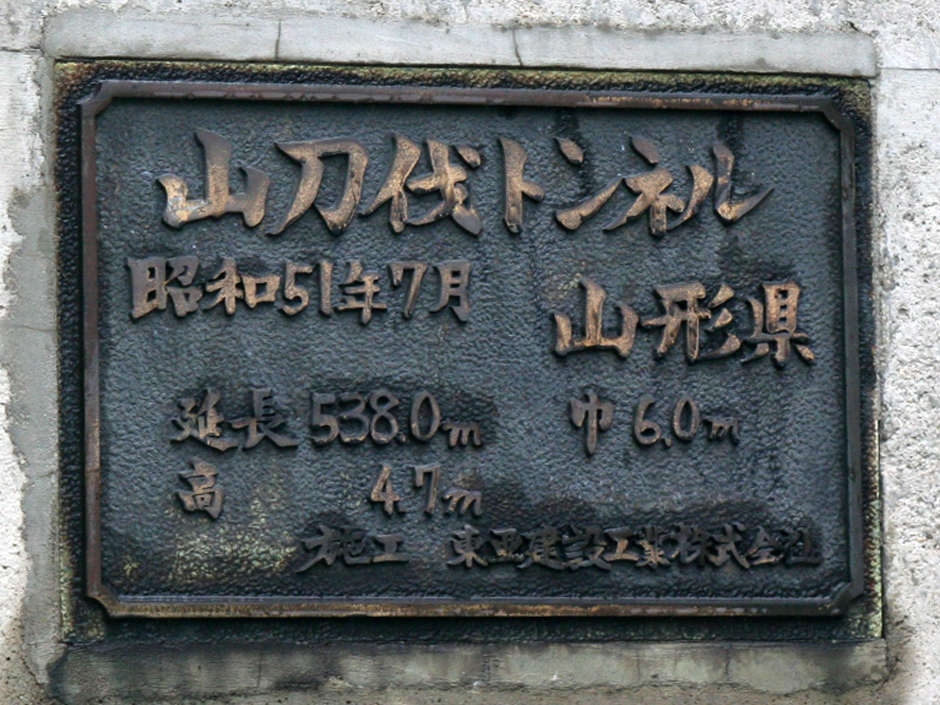 山刀伐トンネル
昭和51年7月
山形県
延長 538.0m 巾 6.0m
高 4.7m
施工 東亜建設工業株式会社